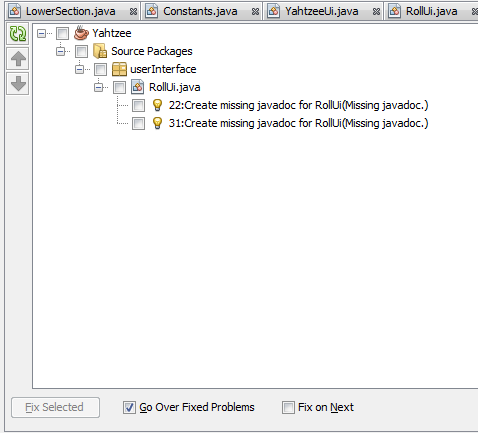 LowerSection.java Constants.java YahtzeeUi.java RollUi.java
Yahtzee
Source Packages
userInterface
RollUi.java
22:Create missing javadoc for RollUi(Missing javadoc.)
31:Create missing javadoc for RollUi(Missing javadoc.)
Fix Selected Go Over Fixed Problems Fix on Next